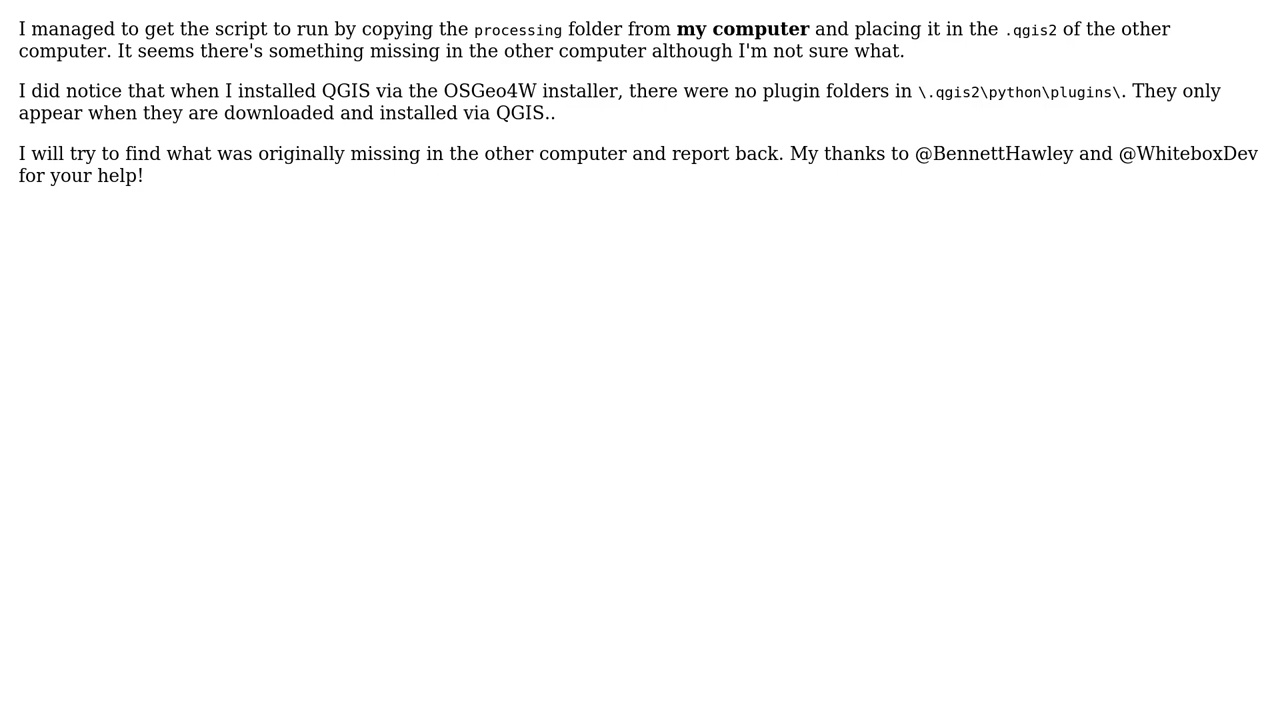 I managed to get the script to run by copying the processing folder from my computer and placing it in the .qgis2 of the other
computer. It seems there's something missing in the other computer although I'm not sure what.
I did notice that when I installed QGIS via the OSGeo4W installer, there were no plugin folders in \.qgis2\python\plugins\. They only
appear when they are downloaded and installed via QGIS..
I will try to find what was originally missing in the other computer and report back. My thanks to @BennettHawley and @WhiteboxDev
for your help!